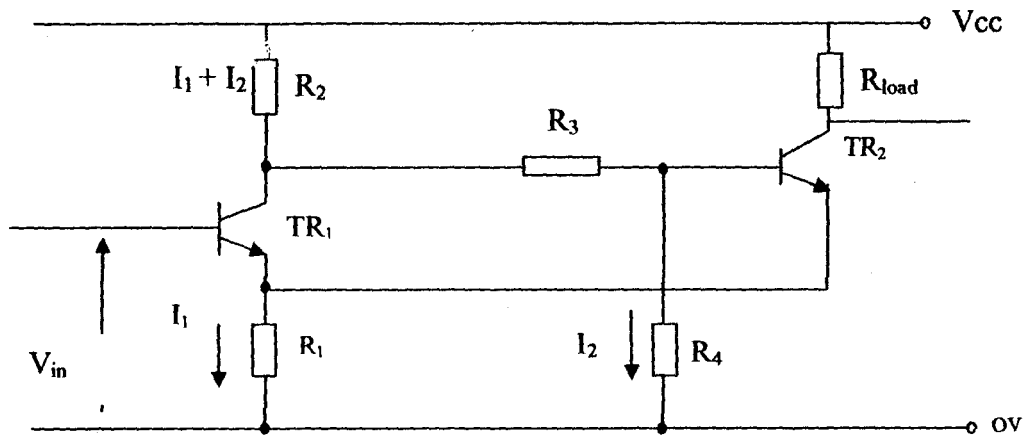 Vcc
I₁ + I₂
R₂
Rload
R₃
TR₂
TR₁
I₁
R₁
I₂
R₄
Vin
ov